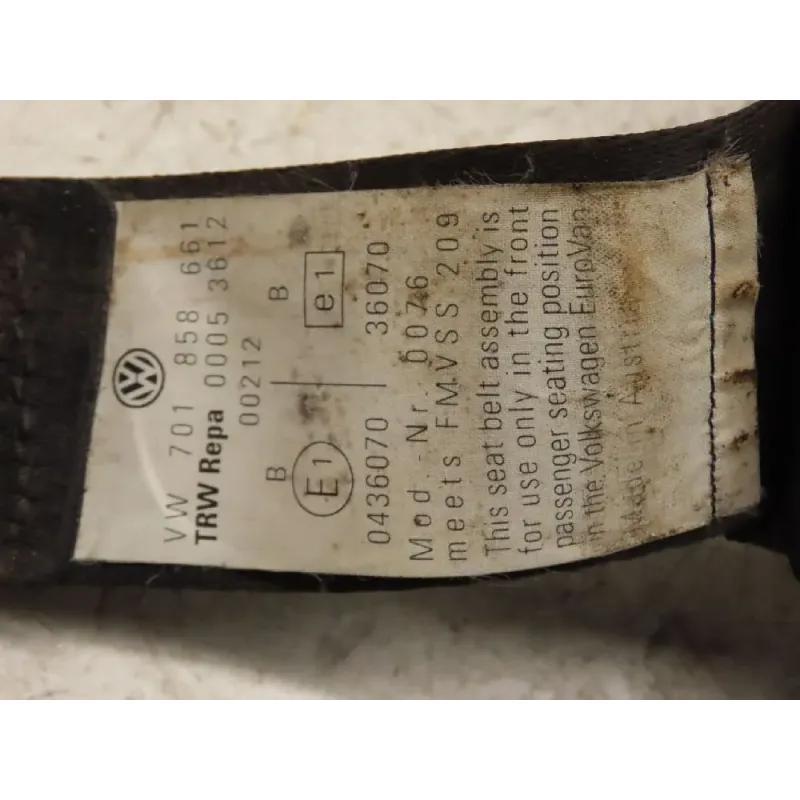 VW 701 858 661
TRW Repa 0005 3612
00212
B B
E1 e1
0436070 36070
Mod.-Nr. 0076
meets FMVSS 209
This seat belt assembly is
for use only in the front
passenger seating position
in the Volkswagen EuroVan
Made in Austria